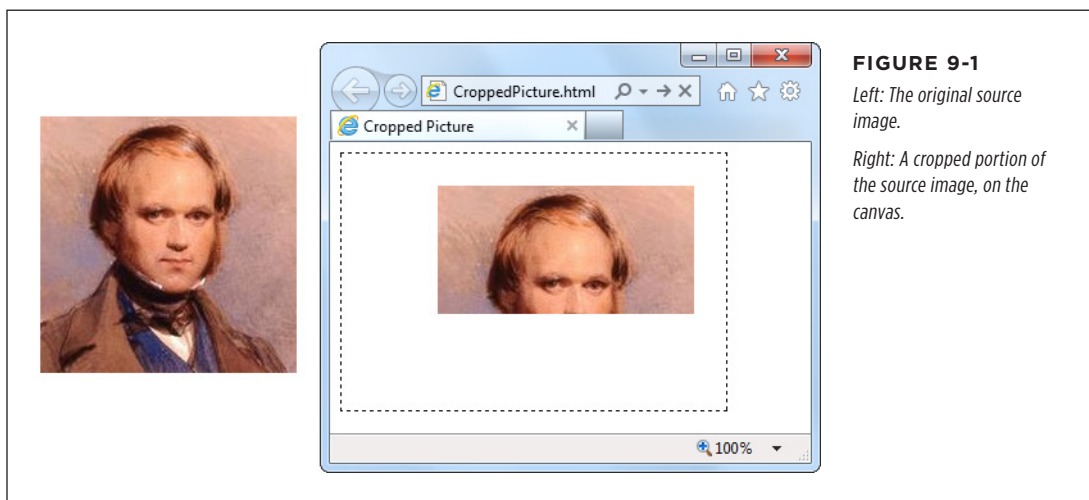 CroppedPicture.html
Cropped Picture
100%
FIGURE 9-1
Left: The original source
image.
Right: A cropped portion of
the source image, on the
canvas.